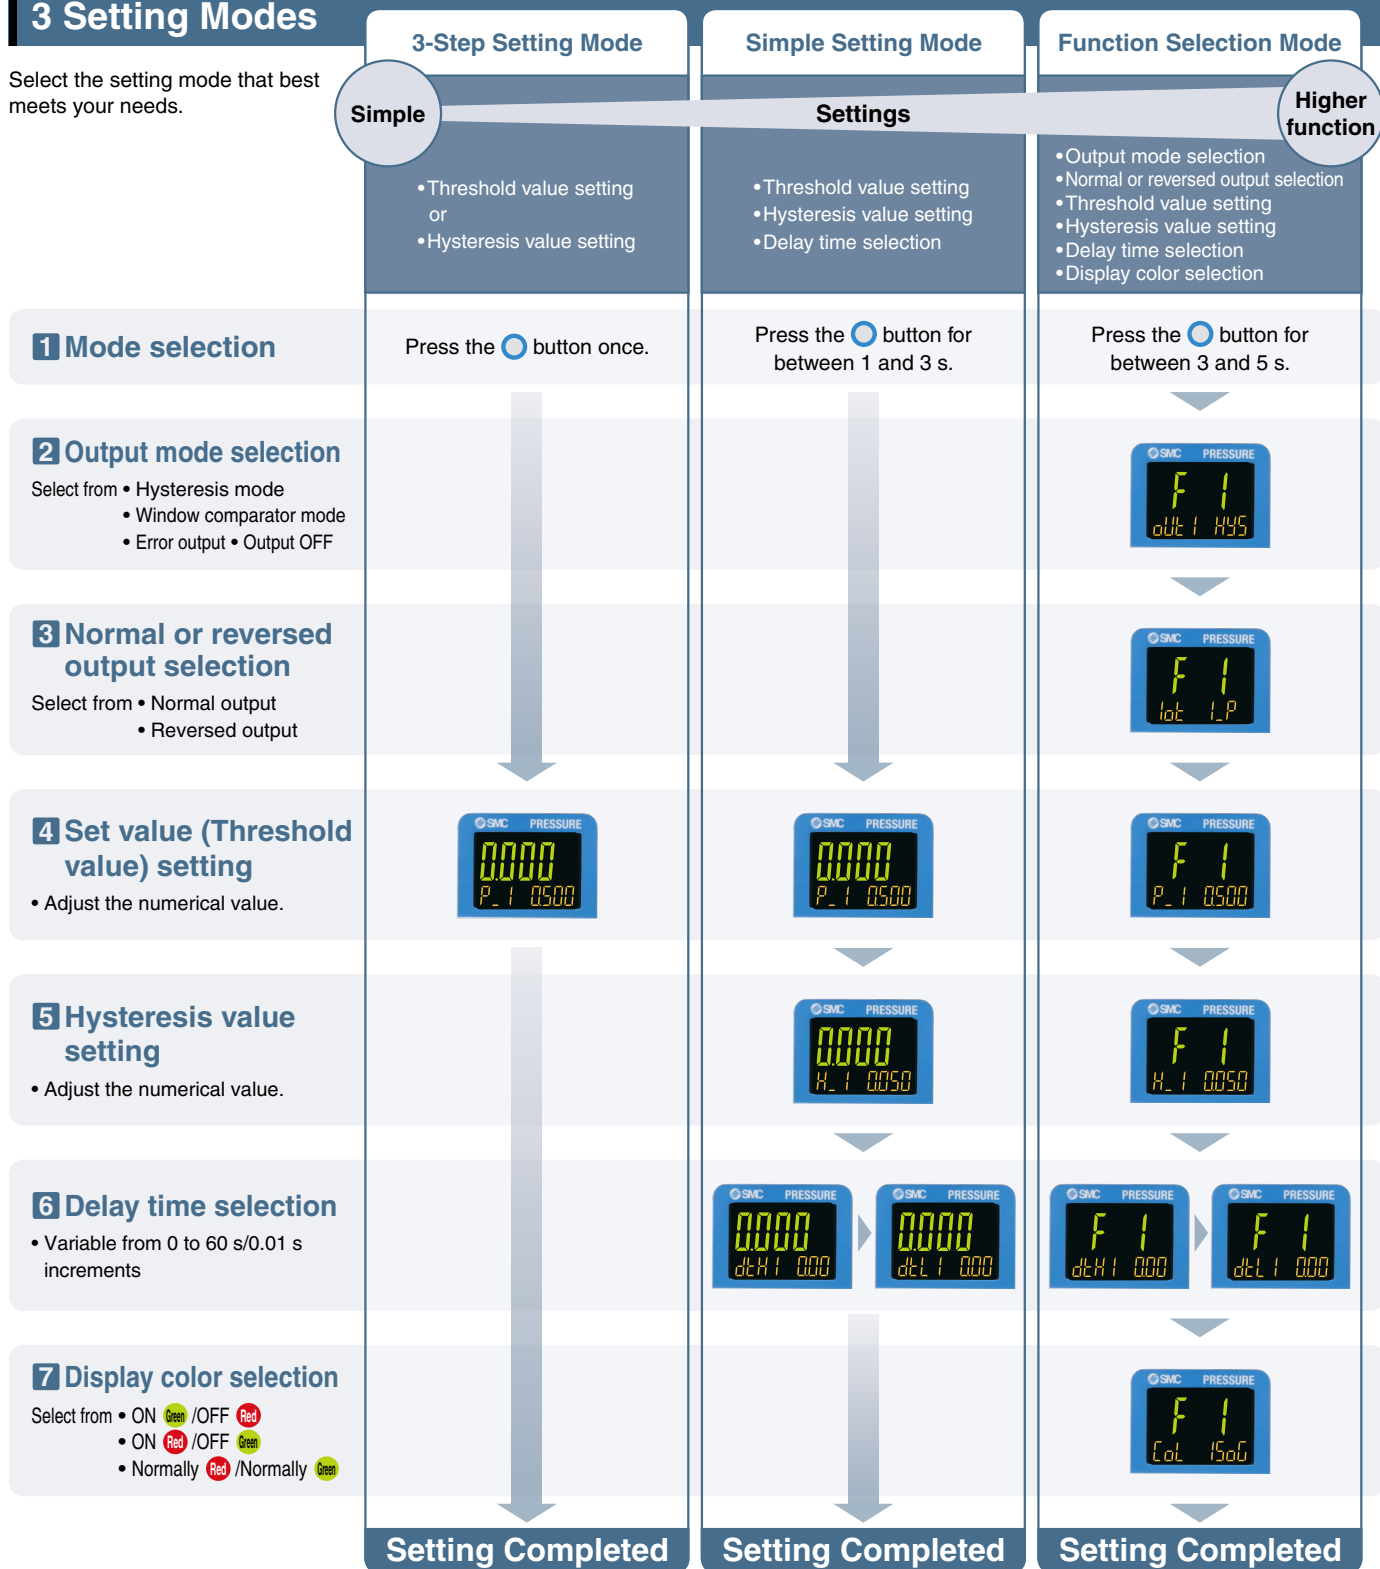 3 Setting Modes
Select the setting mode that best
meets your needs.
3-Step Setting Mode
Simple Setting Mode
Function Selection Mode
Simple
Settings
Higher
function
•Threshold value setting
or
•Hysteresis value setting
•Threshold value setting
•Hysteresis value setting
•Delay time selection
•Output mode selection
•Normal or reversed output selection
•Threshold value setting
•Hysteresis value setting
•Delay time selection
•Display color selection
1 Mode selection
Press the button once.
Press the button for
between 1 and 3 s.
Press the button for
between 3 and 5 s.
2 Output mode selection
Select from • Hysteresis mode
• Window comparator mode
• Error output • Output OFF
SMC PRESSURE
F 1
oUt1 HYS
3 Normal or reversed
output selection
Select from • Normal output
• Reversed output
SMC PRESSURE
F 1
1ot 1_P
4 Set value (Threshold
value) setting
• Adjust the numerical value.
SMC PRESSURE
0.000
P_1 0.500
SMC PRESSURE
0.000
P_1 0.500
SMC PRESSURE
F 1
P_1 0.500
5 Hysteresis value
setting
• Adjust the numerical value.
SMC PRESSURE
0.000
H_1 0.050
SMC PRESSURE
F 1
H_1 0.050
6 Delay time selection
• Variable from 0 to 60 s/0.01 s
increments
SMC PRESSURE
0.000
dtH1 0.00
SMC PRESSURE
0.000
dtL1 0.00
SMC PRESSURE
F 1
dtH1 0.00
SMC PRESSURE
F 1
dtL1 0.00
7 Display color selection
Select from • ON Green /OFF Red
• ON Red /OFF Green
• Normally Red /Normally Green
SMC PRESSURE
F 1
CoL 1SoG
Setting Completed
Setting Completed
Setting Completed